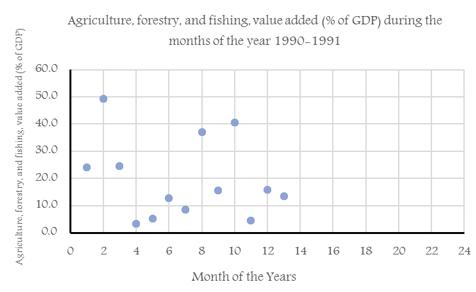 Agriculture, forestry, and fishing, value added (% of GDP) during the
months of the year 1990-1991
Agriculture, forestry, and fishing, value added (% of GDP)
60.0
50.0
40.0
30.0
20.0
10.0
0.0
0 2 4 6 8 10 12 14 16 18 20 22 24
Month of the Years